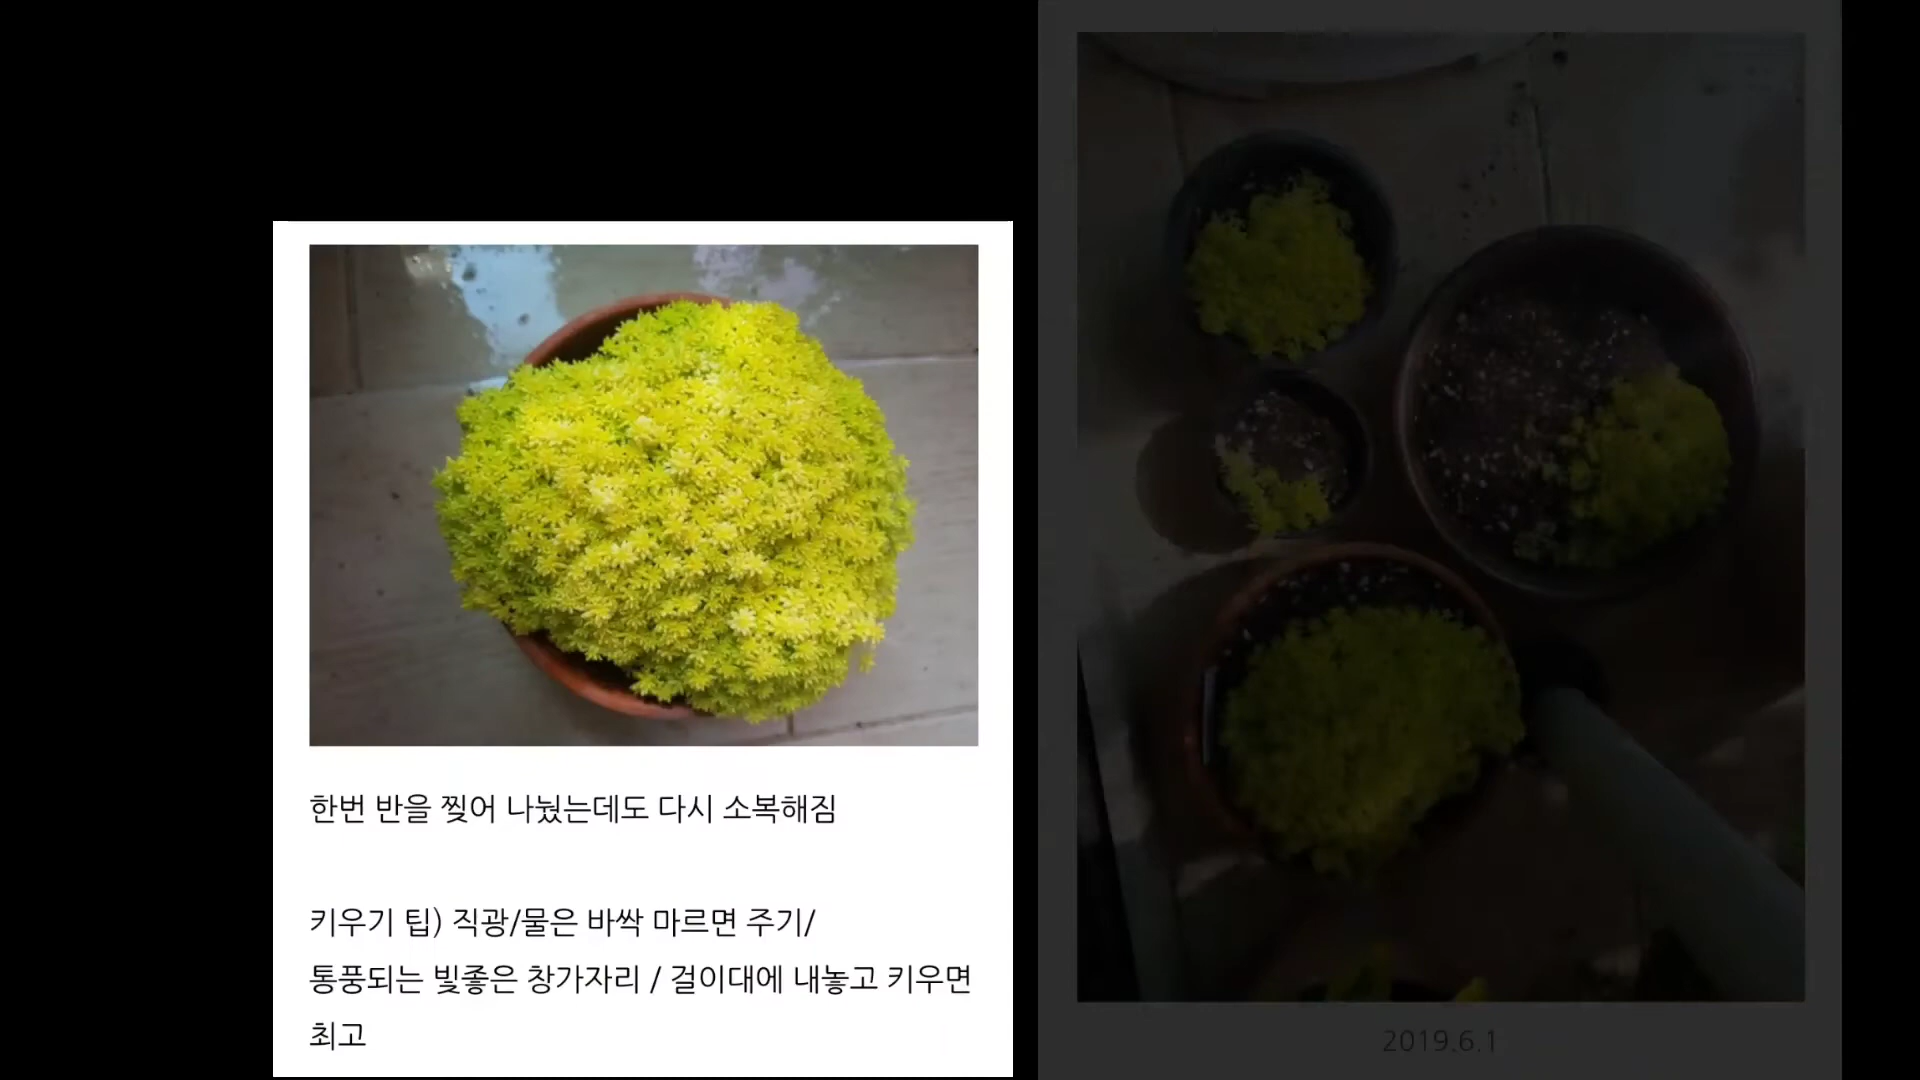 한번 반을 찢어 나눴는데도 다시 소복해짐
키우기 팁) 직광/물은 바싹 마르면 주기/
통풍되는 빛좋은 창가자리 / 걸이대에 내놓고 키우면
최고
2019.6.1